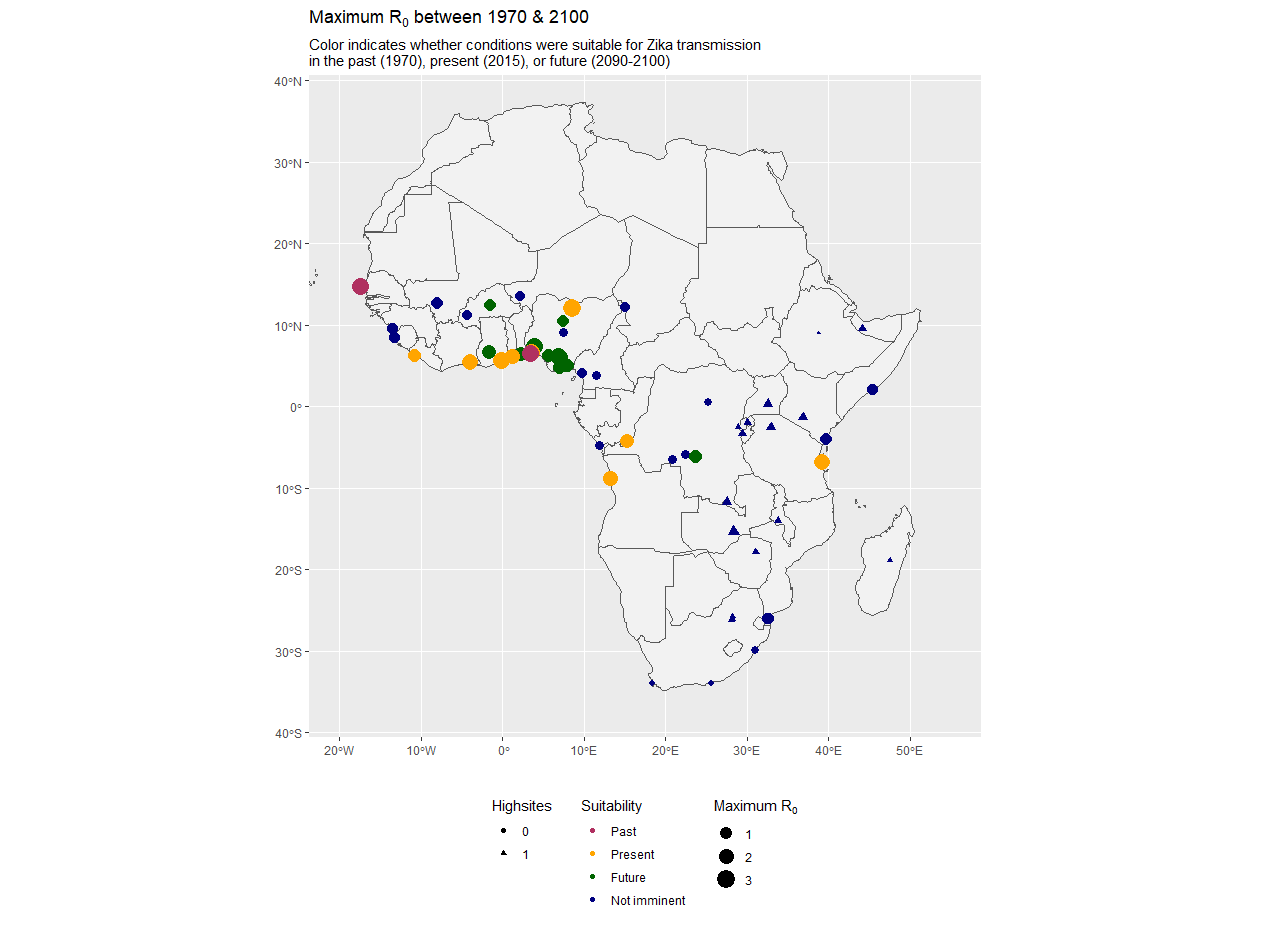 Maximum R0 between 1970 & 2100
Color indicates whether conditions were suitable for Zika transmission
in the past (1970), present (2015), or future (2090-2100)
40°N
30°N
20°N
10°N
0°
10°S
20°S
30°S
40°S
20°W 10°W 0° 10°E 20°E 30°E 40°E 50°E
Highsites Suitability Maximum R0
0 Past 1
1 Present 2
Future 3
Not imminent